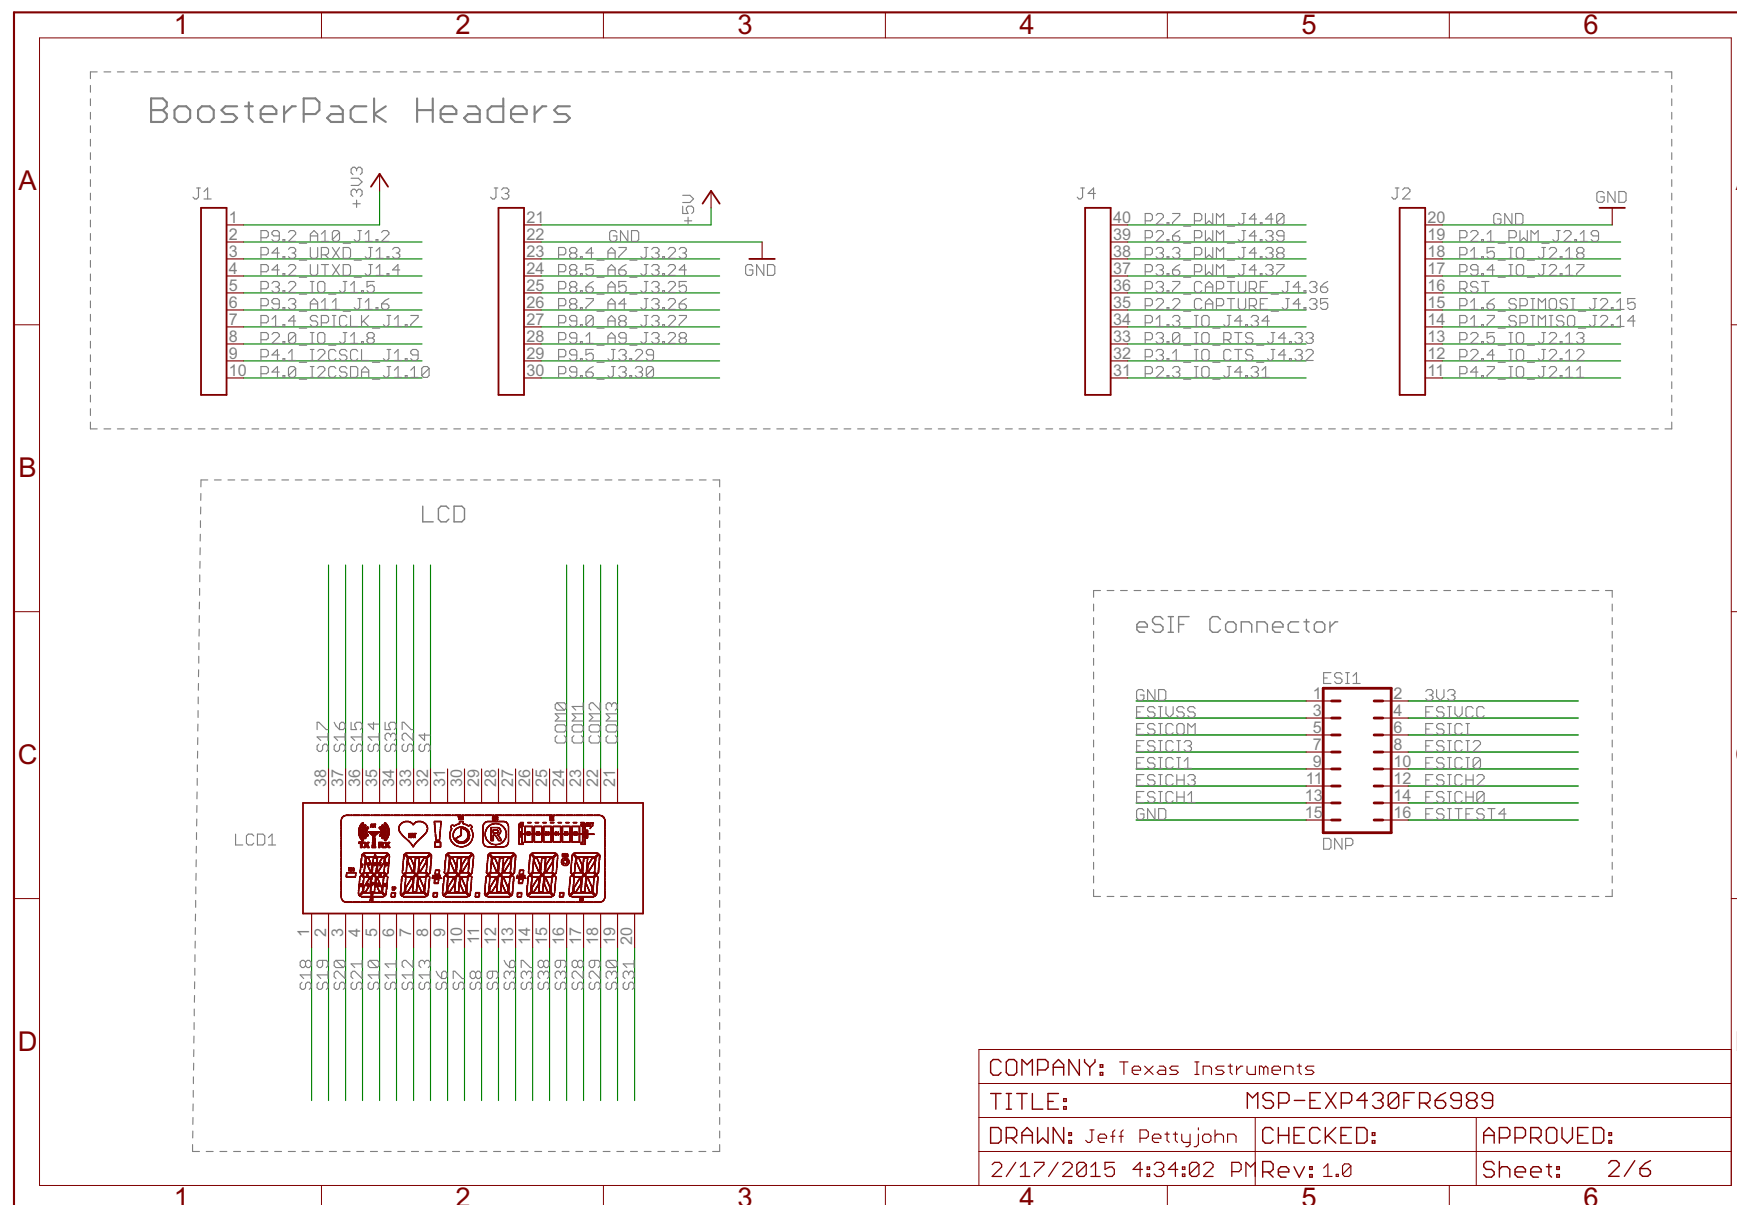 1 2 3 4 5 6
A
B
C
D
BoosterPack Headers
J1
+3V3
1
2 P9.2_A10_J1.2
3 P4.3_URXD_J1.3
4 P4.2_UTXD_J1.4
5 P3.2_IO_J1.5
6 P9.3_A11_J1.6
7 P1.4_SPICLK_J1.7
8 P2.0_IO_J1.8
9 P4.1_I2CSCL_J1.9
10 P4.0_I2CSDA_J1.10
J3
+5V
21
22 GND
GND
23 P8.4_A7_J3.23
24 P8.5_A6_J3.24
25 P8.6_A5_J3.25
26 P8.7_A4_J3.26
27 P9.0_A8_J3.27
28 P9.1_A9_J3.28
29 P9.5_J3.29
30 P9.6_J3.30
J4
40 P2.7_PWM_J4.40
39 P2.6_PWM_J4.39
38 P3.3_PWM_J4.38
37 P3.6_PWM_J4.37
36 P3.7_CAPTURE_J4.36
35 P2.2_CAPTURE_J4.35
34 P1.3_IO_J4.34
33 P3.0_IO_RTS_J4.33
32 P3.1_IO_CTS_J4.32
31 P2.3_IO_J4.31
J2
GND
20 GND
19 P2.1_PWM_J2.19
18 P1.5_IO_J2.18
17 P9.4_IO_J2.17
16 RST
15 P1.6_SPIMOSI_J2.15
14 P1.7_SPIMISO_J2.14
13 P2.5_IO_J2.13
12 P2.4_IO_J2.12
11 P4.7_IO_J2.11
LCD
S17 S16 S15 S14 S35 S27 S4 COM0 COM1 COM2 COM3
38 37 36 35 34 33 32 31 30 29 28 27 26 25 24 23 22 21
LCD1
TX RX
R
1 2 3 4 5 6 7 8 9 10 11 12 13 14 15 16 17 18 19 20
S18 S19 S20 S21 S10 S11 S12 S13 S6 S7 S8 S9 S36 S37 S38 S39 S28 S29 S30 S31
eSIF Connector
ESI1
GND 1 2 3V3
ESIVSS 3 4 ESIVCC
ESICOM 5 6 ESICI
ESICI3 7 8 ESICI2
ESICI1 9 10 ESICI0
ESICH3 11 12 ESICH2
ESICH1 13 14 ESICH0
GND 15 16 ESITEST4
DNP
COMPANY: Texas Instruments
TITLE: MSP-EXP430FR6989
DRAWN: Jeff Pettyjohn CHECKED: APPROVED:
2/17/2015 4:34:02 PM Rev: 1.0 Sheet: 2/6
1 2 3 4 5 6